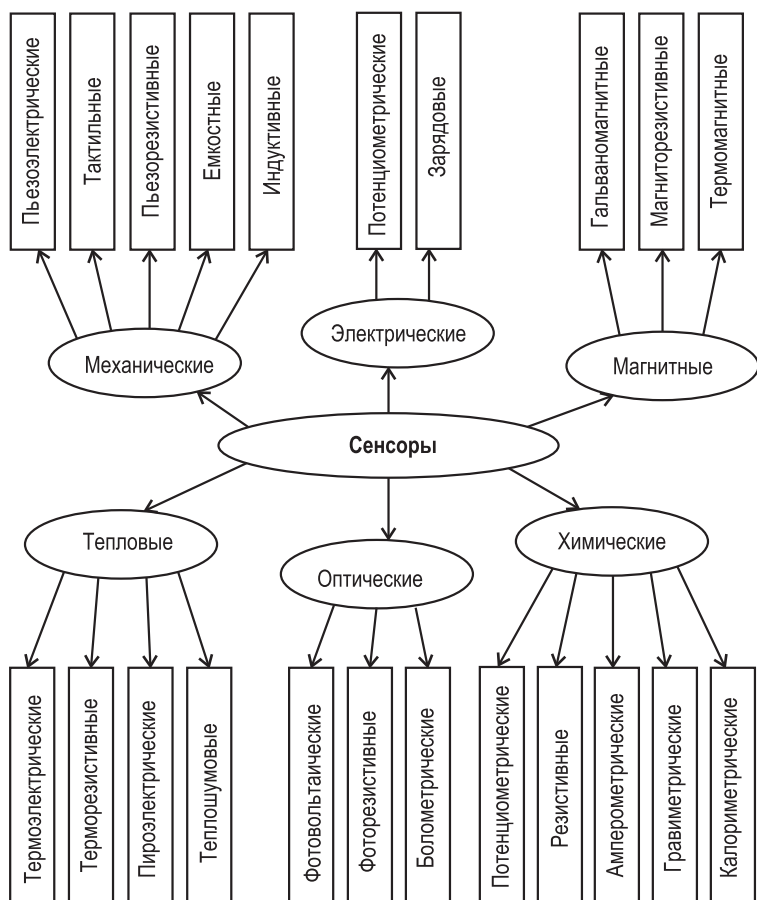 Пьезоэлектрические
Тактильные
Пьезорезистивные
Емкостные
Индуктивные
Потенциометрические
Зарядовые
Гальваномагнитные
Магниторезистивные
Термомагнитные
Механические
Электрические
Магнитные
Сенсоры
Тепловые
Оптические
Химические
Термоэлектрические
Терморезистивные
Пироэлектрические
Теплошумовые
Фотовольтаические
Фоторезистивные
Болометрические
Потенциометрические
Резистивные
Амперометрические
Гравиметрические
Калориметрические